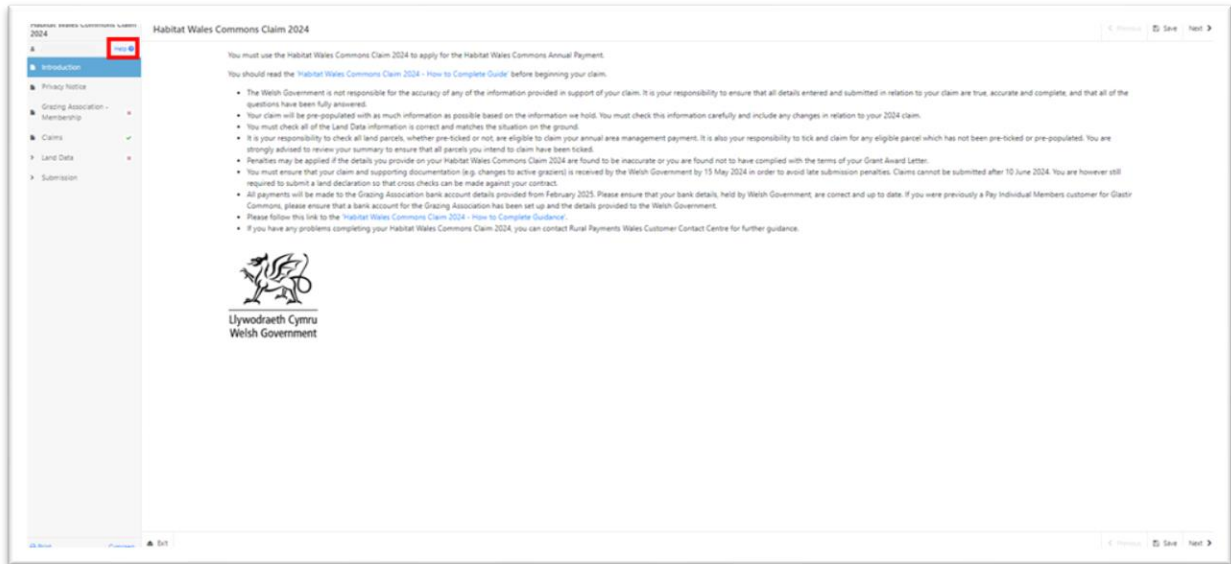 Habitat Wales Commons Claim
2024
Help
Introduction
Privacy Notice
Grazing Association -
Membership
Claims
Land Data
Submission
Print
Exit
Habitat Wales Commons Claim 2024
Previous Save Next
You must use the Habitat Wales Commons Claim 2024 to apply for the Habitat Wales Commons Annual Payment.
You should read the 'Habitat Wales Commons Claim 2024 - How to Complete Guide' before beginning your claim.
• The Welsh Government is not responsible for the accuracy of any of the information provided in support of your claim. It is your responsibility to ensure that all details entered and submitted in relation to your claim are true, accurate and complete, and that all of the
questions have been fully answered.
• Your claim will be pre-populated with as much information as possible based on the information we hold. You must check this information carefully and include any changes in relation to your 2024 claim.
• You must check all of the Land Data information is correct and matches the situation on the ground.
• It is your responsibility to check all land parcels, whether pre-ticked or not, are eligible to claim your annual area management payment. It is also your responsibility to tick and claim for any eligible parcel which has not been pre-ticked or pre-populated. You are
strongly advised to review your summary to ensure that all parcels you intend to claim have been ticked.
• Penalties may be applied if the details you provide on your Habitat Wales Commons Claim 2024 are found to be inaccurate or you are found not to have complied with the terms of your Grant Award Letter.
• You must ensure that your claim and supporting documentation (e.g. changes to active graziers) is received by the Welsh Government by 15 May 2024 in order to avoid late submission penalties. Claims cannot be submitted after 10 June 2024. You are however still
required to submit a land declaration so that cross checks can be made against your contract.
• All payments will be made to the Grazing Association bank account details provided from February 2025. Please ensure that your bank details, held by Welsh Government, are correct and up to date. If you were previously a Pay Individual Members customer for Glastir
Commons, please ensure that a bank account for the Grazing Association has been set up and the details provided to the Welsh Government.
• Please follow this link to the 'Habitat Wales Commons Claim 2024 - How to Complete Guidance'.
• If you have any problems completing your Habitat Wales Commons Claim 2024, you can contact Rural Payments Wales Customer Contact Centre for further guidance.
Llywodraeth Cymru
Welsh Government
Previous Save Next